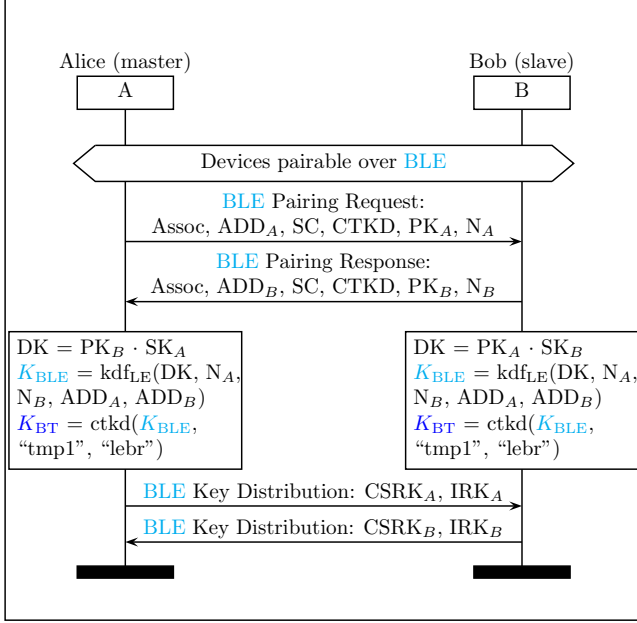 Alice (master)
Bob (slave)
A
B
Devices pairable over BLE
BLE Pairing Request:
Assoc, ADD_A, SC, CTKD, PK_A, N_A
BLE Pairing Response:
Assoc, ADD_B, SC, CTKD, PK_B, N_B
DK = PK_B · SK_A
K_BLE = kdf_LE(DK, N_A,
N_B, ADD_A, ADD_B)
K_BT = ctkd(K_BLE,
“tmp1”, “lebr”)
DK = PK_A · SK_B
K_BLE = kdf_LE(DK, N_A,
N_B, ADD_A, ADD_B)
K_BT = ctkd(K_BLE,
“tmp1”, “lebr”)
BLE Key Distribution: CSRK_A, IRK_A
BLE Key Distribution: CSRK_B, IRK_B